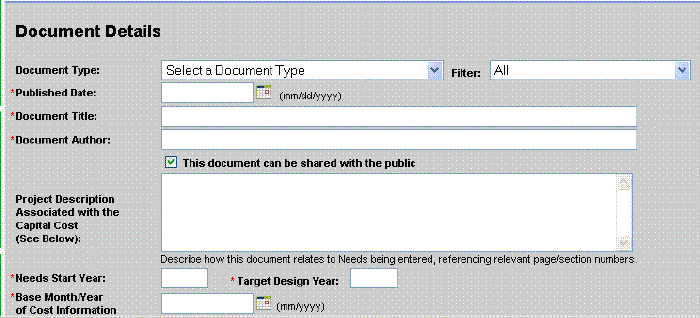 Document Details
Document Type: Select a Document Type Filter: All
*Published Date: (mm/dd/yyyy)
*Document Title:
*Document Author:
This document can be shared with the public
Project Description
Associated with the
Capital Cost
(See Below):
Describe how this document relates to Needs being entered, referencing relevant page/section numbers.
*Needs Start Year: * Target Design Year:
*Base Month/Year
of Cost Information (mm/yyyy)